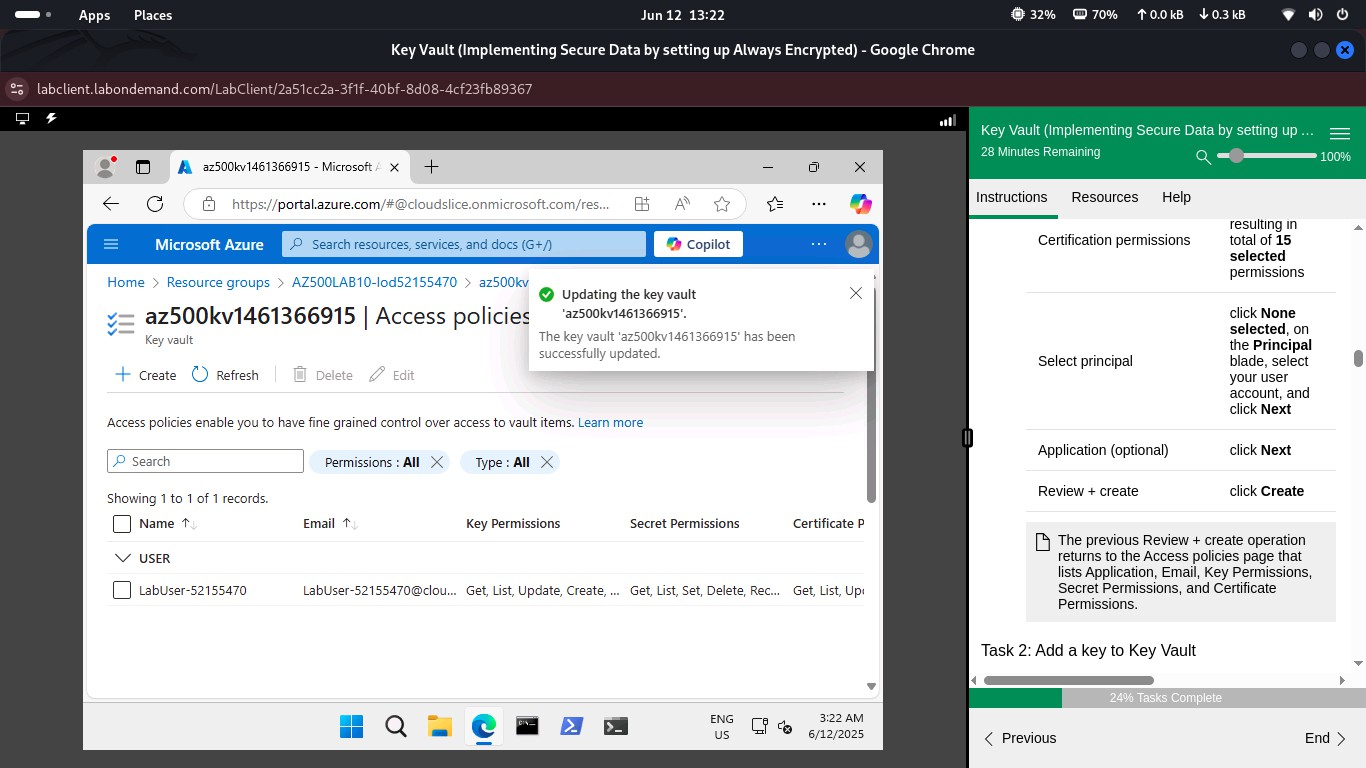 Apps
Places
Jun 12 13:22
32%
70%
0.0 kB
0.3 kB
Key Vault (Implementing Secure Data by setting up Always Encrypted) - Google Chrome
labclient.labondemand.com/LabClient/2a51cc2a-3f1f-40bf-8d08-4cf23fb89367
az500kv1461366915 - Microsoft A
https://portal.azure.com/#@cloudslice.onmicrosoft.com/res...
Microsoft Azure
Search resources, services, and docs (G+/)
Copilot
Home > Resource groups > AZ500LAB10-lod52155470 > az500kv
az500kv1461366915 | Access policies
Key vault
Updating the key vault
'az500kv1461366915'.
The key vault 'az500kv1461366915' has been
successfully updated.
Create
Refresh
Delete
Edit
Access policies enable you to have fine grained control over access to vault items. Learn more
Search
Permissions : All
Type : All
Showing 1 to 1 of 1 records.
Name
Email
Key Permissions
Secret Permissions
Certificate P
USER
LabUser-52155470
LabUser-52155470@clou...
Get, List, Update, Create, ...
Get, List, Set, Delete, Rec...
Get, List, Upd
ENG
US
3:22 AM
6/12/2025
Key Vault (Implementing Secure Data by setting up ...
28 Minutes Remaining
100%
Instructions
Resources
Help
Certification permissions
resulting in
total of 15
selected
permissions
Select principal
click None
selected, on
the Principal
blade, select
your user
account, and
click Next
Application (optional)
click Next
Review + create
click Create
The previous Review + create operation
returns to the Access policies page that
lists Application, Email, Key Permissions,
Secret Permissions, and Certificate
Permissions.
Task 2: Add a key to Key Vault
24% Tasks Complete
Previous
End